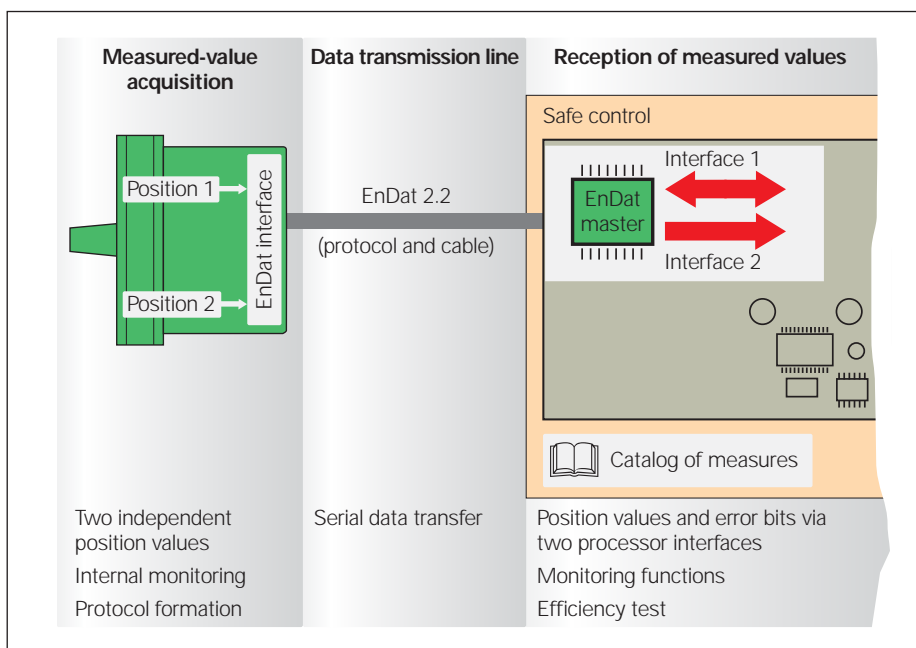 Measured-value
acquisition
Data transmission line
Reception of measured values
Position 1
Position 2
EnDat interface
EnDat 2.2
(protocol and cable)
Safe control
EnDat
master
Interface 1
Interface 2
Catalog of measures
Two independent
position values
Internal monitoring
Protocol formation
Serial data transfer
Position values and error bits via
two processor interfaces
Monitoring functions
Efficiency test